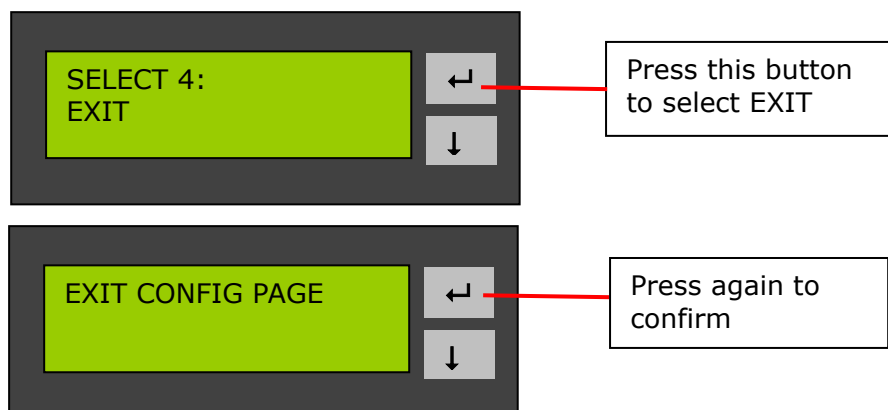 SELECT 4:
EXIT
↵
↓
Press this button
to select EXIT
EXIT CONFIG PAGE
↵
↓
Press again to
confirm